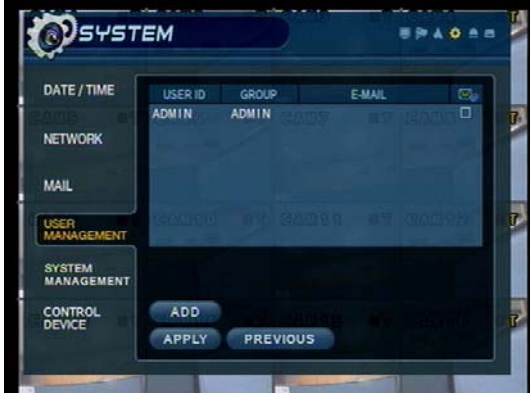 SYSTEM
DATE / TIME
NETWORK
MAIL
USER
MANAGEMENT
SYSTEM
MANAGEMENT
CONTROL
DEVICE
USER ID GROUP E-MAIL
ADMIN ADMIN
ADD
APPLY PREVIOUS